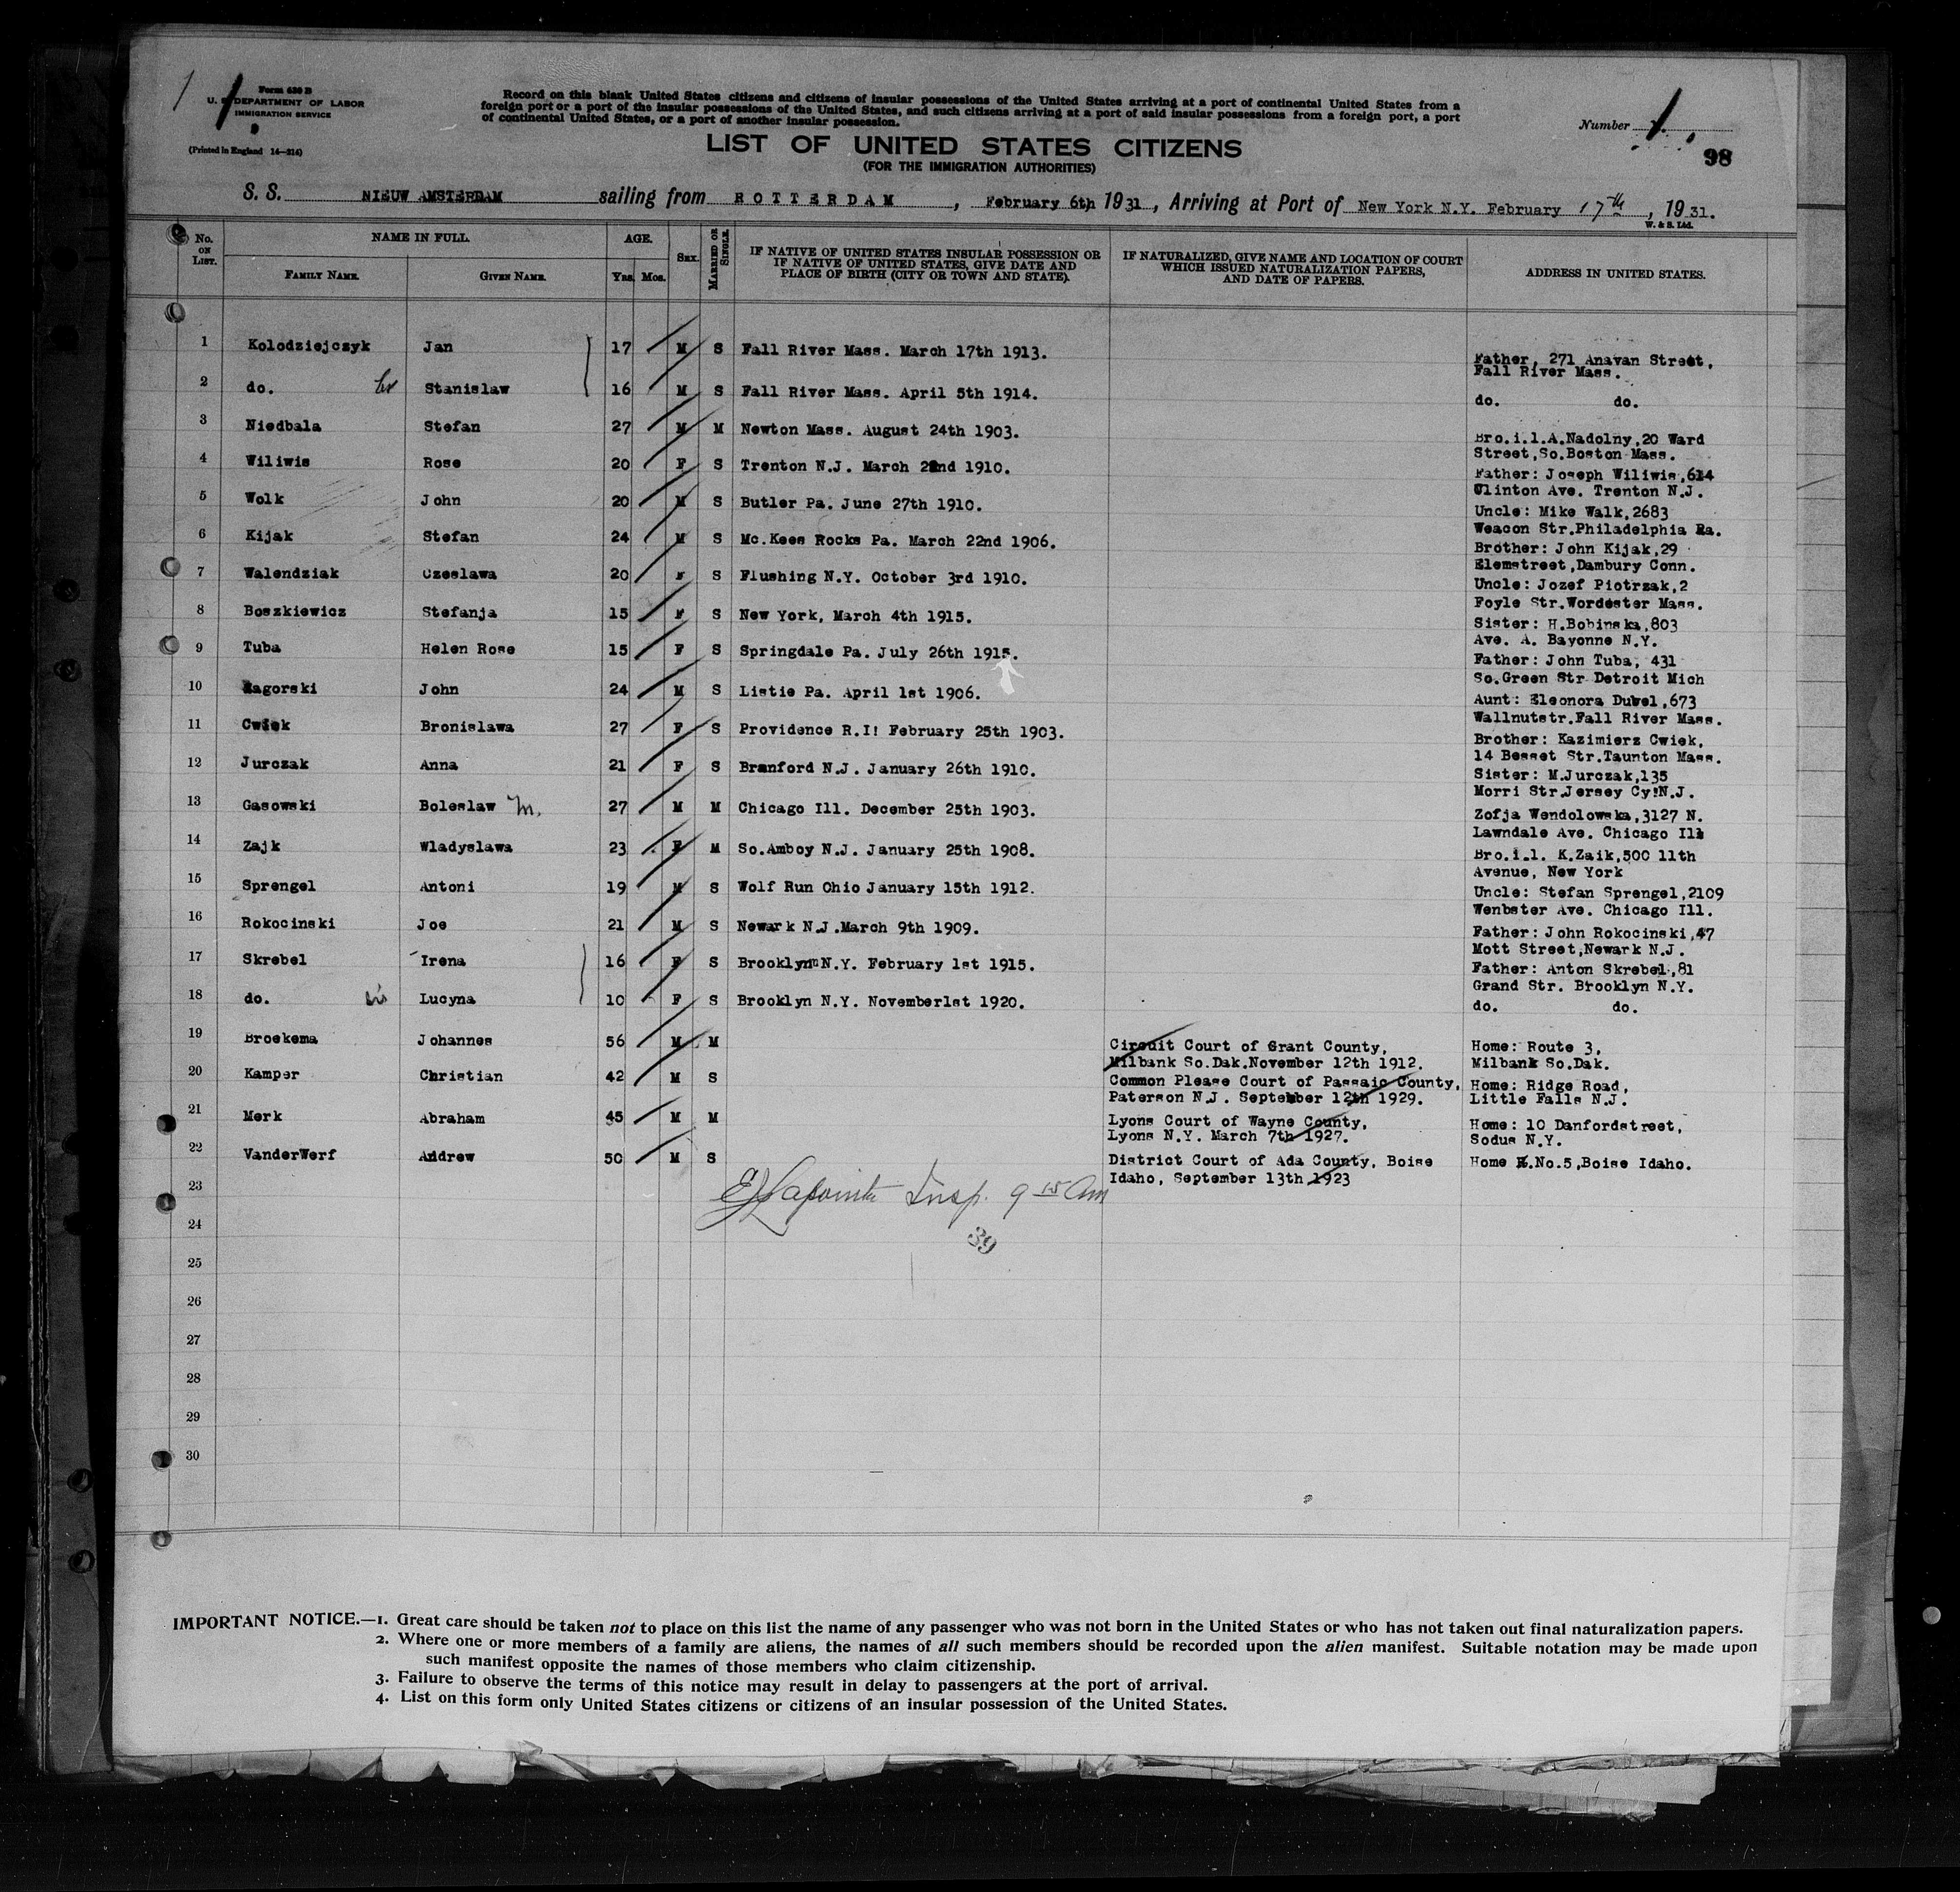 Form 630 B
U. S. DEPARTMENT OF LABOR
IMMIGRATION SERVICE
(Printed in England 14—214)
Record on this blank United States citizens and citizens of insular possessions of the United States arriving at a port of continental United States from a
foreign port or a port of the insular possessions of the United States, and such citizens arriving at a port of said insular possessions from a foreign port, a port
of continental United States, or a port of another insular possession.
LIST OF UNITED STATES CITIZENS
(FOR THE IMMIGRATION AUTHORITIES)
Number 1
98
S. S. NIEUW AMSTERDAM sailing from ROTTERDAM, February 6th 1931, Arriving at Port of New York N.Y. February 17th, 1931.
W. & S. Ltd.
No. ON LIST.
NAME IN FULL.
FAMILY NAME. GIVEN NAME.
AGE.
Yrs. Mos.
SEX.
MARRIED OR SINGLE.
IF NATIVE OF UNITED STATES INSULAR POSSESSION OR
IF NATIVE OF UNITED STATES, GIVE DATE AND
PLACE OF BIRTH (CITY OR TOWN AND STATE).
IF NATURALIZED, GIVE NAME AND LOCATION OF COURT
WHICH ISSUED NATURALIZATION PAPERS,
AND DATE OF PAPERS.
ADDRESS IN UNITED STATES.
1 Kolodziejczyk Jan 17 M S Fall River Mass. March 17th 1913.
Father, 271 Anavan Street,
Fall River Mass.
2 do. br Stanislaw 16 M S Fall River Mass. April 5th 1914.
do. do.
3 Niedbala Stefan 27 M M Newton Mass. August 24th 1903.
Bro.i.l.A.Nadolny,20 Ward
Street,So.Boston Mass.
4 Wiliwis Rose 20 F S Trenton N.J. March 22nd 1910.
Father: Joseph Wiliwis,614
Clinton Ave. Trenton N.J.
5 Wolk John 20 M S Butler Pa. June 27th 1910.
Uncle: Mike Walk,2683
Weacon Str.Philadelphia Pa.
6 Kijak Stefan 24 M S Mc.Kees Rocks Pa. March 22nd 1906.
Brother: John Kijak,29
Elemstreet,Dambury Conn.
7 Walendziak Czeslawa 20 F S Flushing N.Y. October 3rd 1910.
Uncle: Jozef Piotrzak,2
Foyle Str.Wordester Mass.
8 Boszkiewicz Stefanja 15 F S New York, March 4th 1915.
Sister: H.Bobinska,803
Ave. A. Bayonne N.Y.
9 Tuba Helen Rose 15 F S Springdale Pa. July 26th 1915.
Father: John Tuba, 431
So.Green Str Detroit Mich
10 Zagorski John 24 M S Listie Pa. April 1st 1906.
Aunt: Eleonora Duwel,673
Wallnutstr.Fall River Mass.
11 Cwiek Bronislawa 27 F S Providence R.I! February 25th 1903.
Brother: Kazimierz Cwiek,
14 Besset Str.Taunton Mass.
12 Jurczak Anna 21 F S Branford N.J. January 26th 1910.
Sister: M.Jurczak,135
Morri Str.Jersey Cy!N.J.
13 Gasowski Boleslaw m. 27 M M Chicago Ill. December 25th 1903.
Zofja Wendolowska,3127 N.
Lawndale Ave. Chicago Ill
14 Zajk Wladyslawa 23 F M So.Amboy N.J. January 25th 1908.
Bro.i.l. K.Zaik,500 11th
Avenue, New York
15 Sprengel Antoni 19 M S Wolf Run Ohio January 15th 1912.
Uncle: Stefan Sprengel,2109
Wenbster Ave. Chicago Ill.
16 Rokocinski Joe 21 M S Newark N.J.March 9th 1909.
Father: John Rokocinski,47
Mott Street,Newark N.J.
17 Skrebel Irena 16 F S Brooklyn N.Y. February 1st 1915.
Father: Anton Skrebel,81
Grand Str. Brooklyn N.Y.
18 do. sis Lucyna 10 F S Brooklyn N.Y. November1st 1920.
do. do.
19 Broekema Johannes 56 M M Circuit Court of Grant County, Home: Route 3,
Milbank So.Dak.November 12th 1912. Milbank So.Dak.
20 Kamper Christian 42 M S Common Please Court of Passaic County, Home: Ridge Road,
Paterson N.J. September 12th 1929. Little Falls N.J.
21 Merk Abraham 45 M M Lyons Court of Wayne County, Home: 10 Danfordstreet,
Lyons N.Y. March 7th 1927. Sodus N.Y.
22 VanderWerf Andrew 50 M S District Court of Ada County, Boise Home R.No.5,Boise Idaho.
Idaho, September 13th 1923
23 Lapointe Insp. 9 15 Am
24
39
25
26
27
28
29
30
IMPORTANT NOTICE.—1. Great care should be taken not to place on this list the name of any passenger who was not born in the United States or who has not taken out final naturalization papers.
2. Where one or more members of a family are aliens, the names of all such members should be recorded upon the alien manifest. Suitable notation may be made upon
such manifest opposite the names of those members who claim citizenship.
3. Failure to observe the terms of this notice may result in delay to passengers at the port of arrival.
4. List on this form only United States citizens or citizens of an insular possession of the United States.